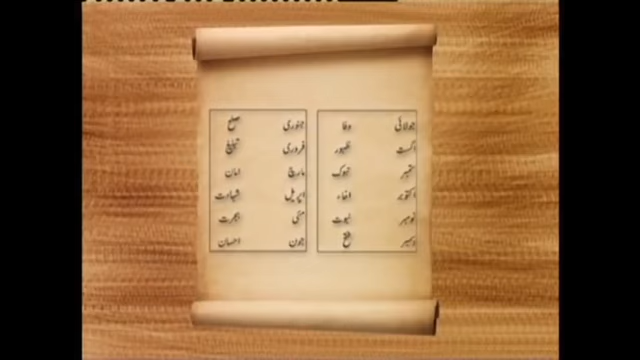 جولائی وفا
اگست ظہور
ستمبر تبوک
اکتوبر اخاء
نومبر نبوت
دسمبر فتح
جنوری صلح
فروری تبلیغ
مارچ امان
اپریل شہادت
مئی ہجرت
جون احسان